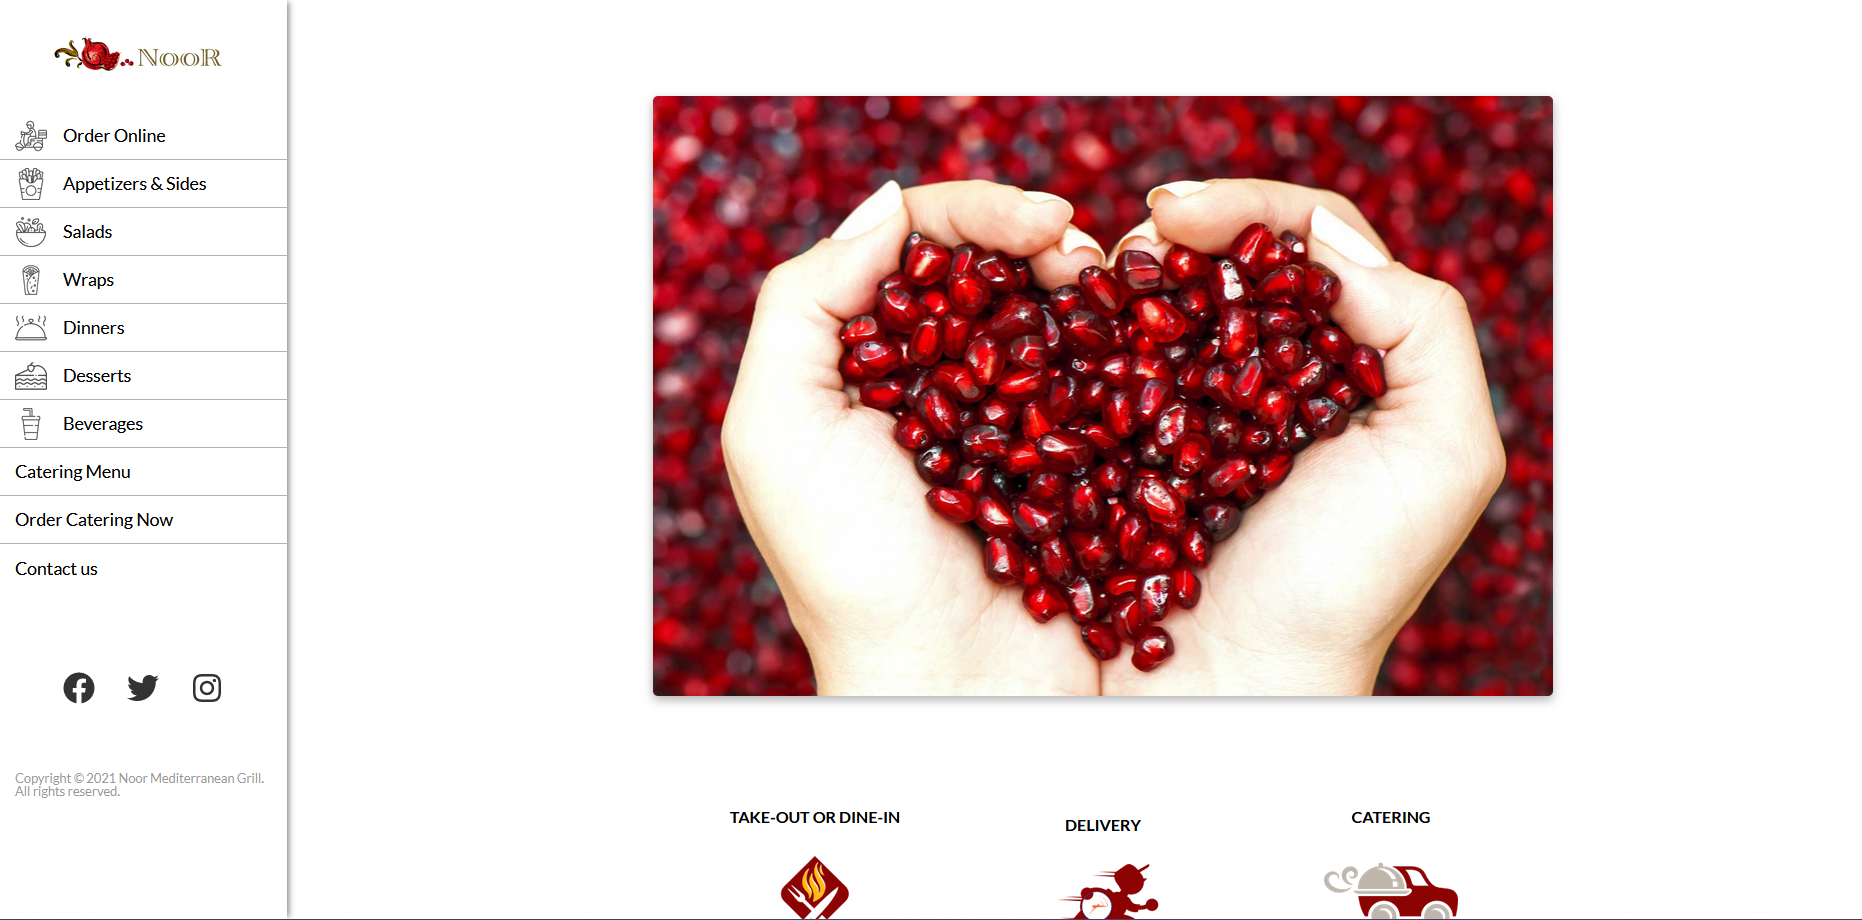 NooR
Order Online
Appetizers & Sides
Salads
Wraps
Dinners
Desserts
Beverages
Catering Menu
Order Catering Now
Contact us
Copyright © 2021 Noor Mediterranean Grill.
All rights reserved.
TAKE-OUT OR DINE-IN
DELIVERY
CATERING